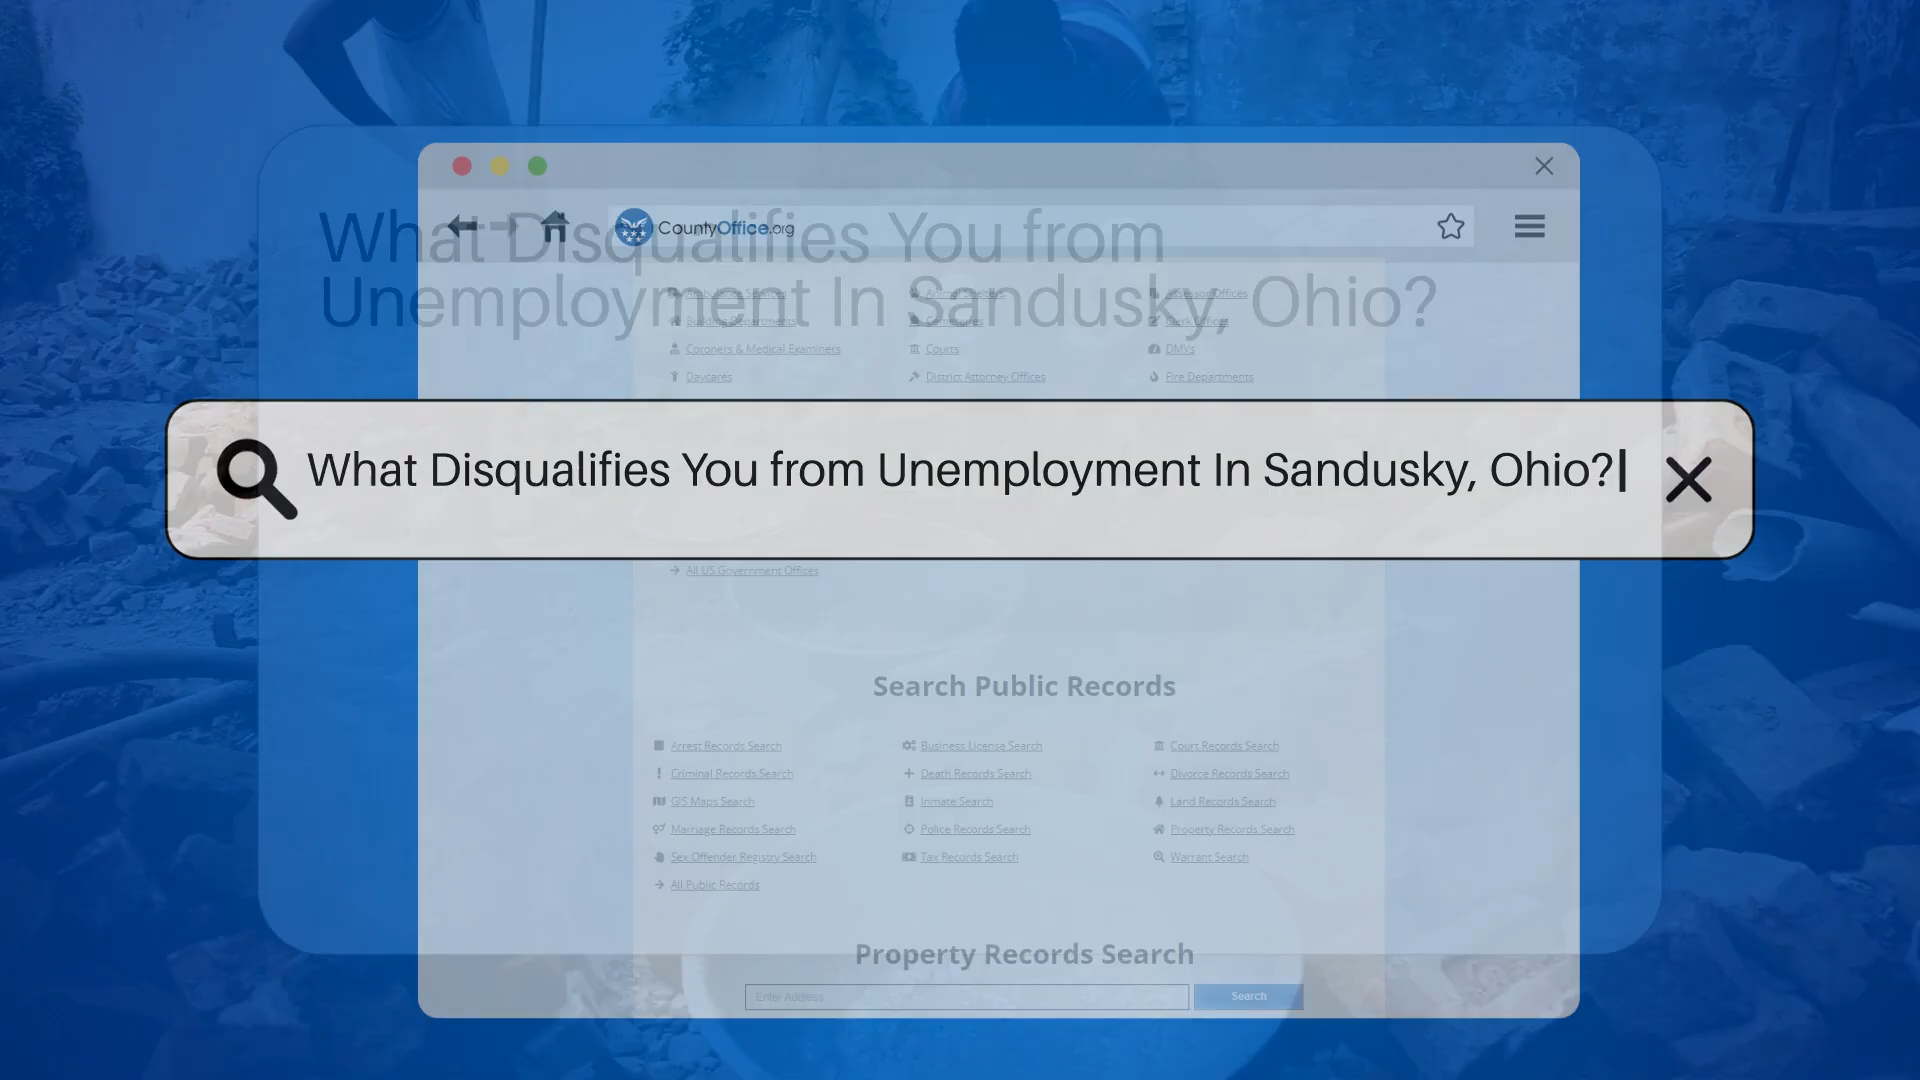 CountyOffice.org
What Disqualifies You from
Unemployment In Sandusky, Ohio?
Ambulance Services
Animal Shelters
Assessor Offices
Building Departments
Cemeteries
Clerk Offices
Coroners & Medical Examiners
Courts
DMVs
Daycares
District Attorney Offices
Fire Departments
What Disqualifies You from Unemployment In Sandusky, Ohio?
All US Government Offices
Search Public Records
Arrest Records Search
Business License Search
Court Records Search
Criminal Records Search
Death Records Search
Divorce Records Search
GIS Maps Search
Inmate Search
Land Records Search
Marriage Records Search
Police Records Search
Property Records Search
Sex Offender Registry Search
Tax Records Search
Warrant Search
All Public Records
Property Records Search
Enter Address
Search